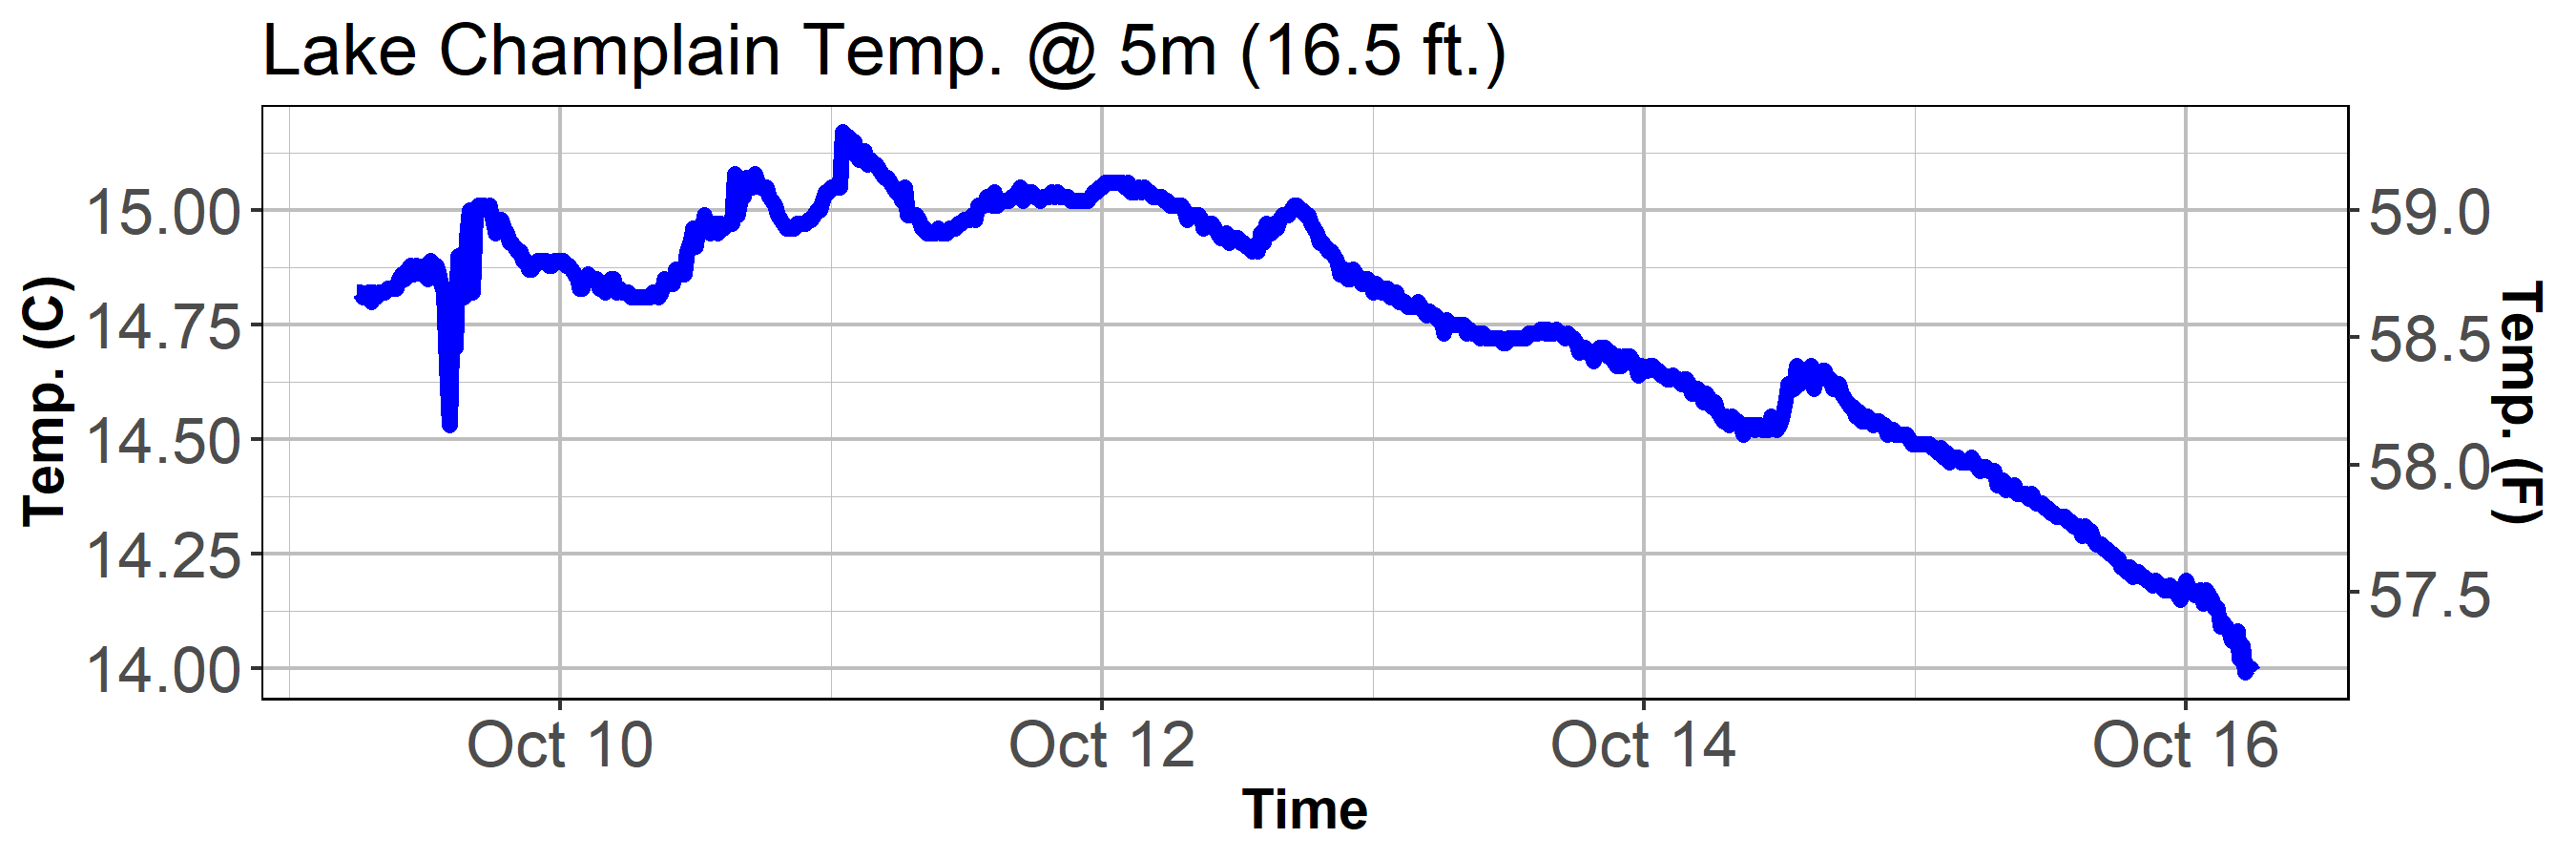 Lake Champlain Temp. @ 5m (16.5 ft.)
Temp. (C)
15.00
14.75
14.50
14.25
14.00
59.0
58.5
58.0
57.5
Temp. (F)
Oct 10 Oct 12 Oct 14 Oct 16
Time